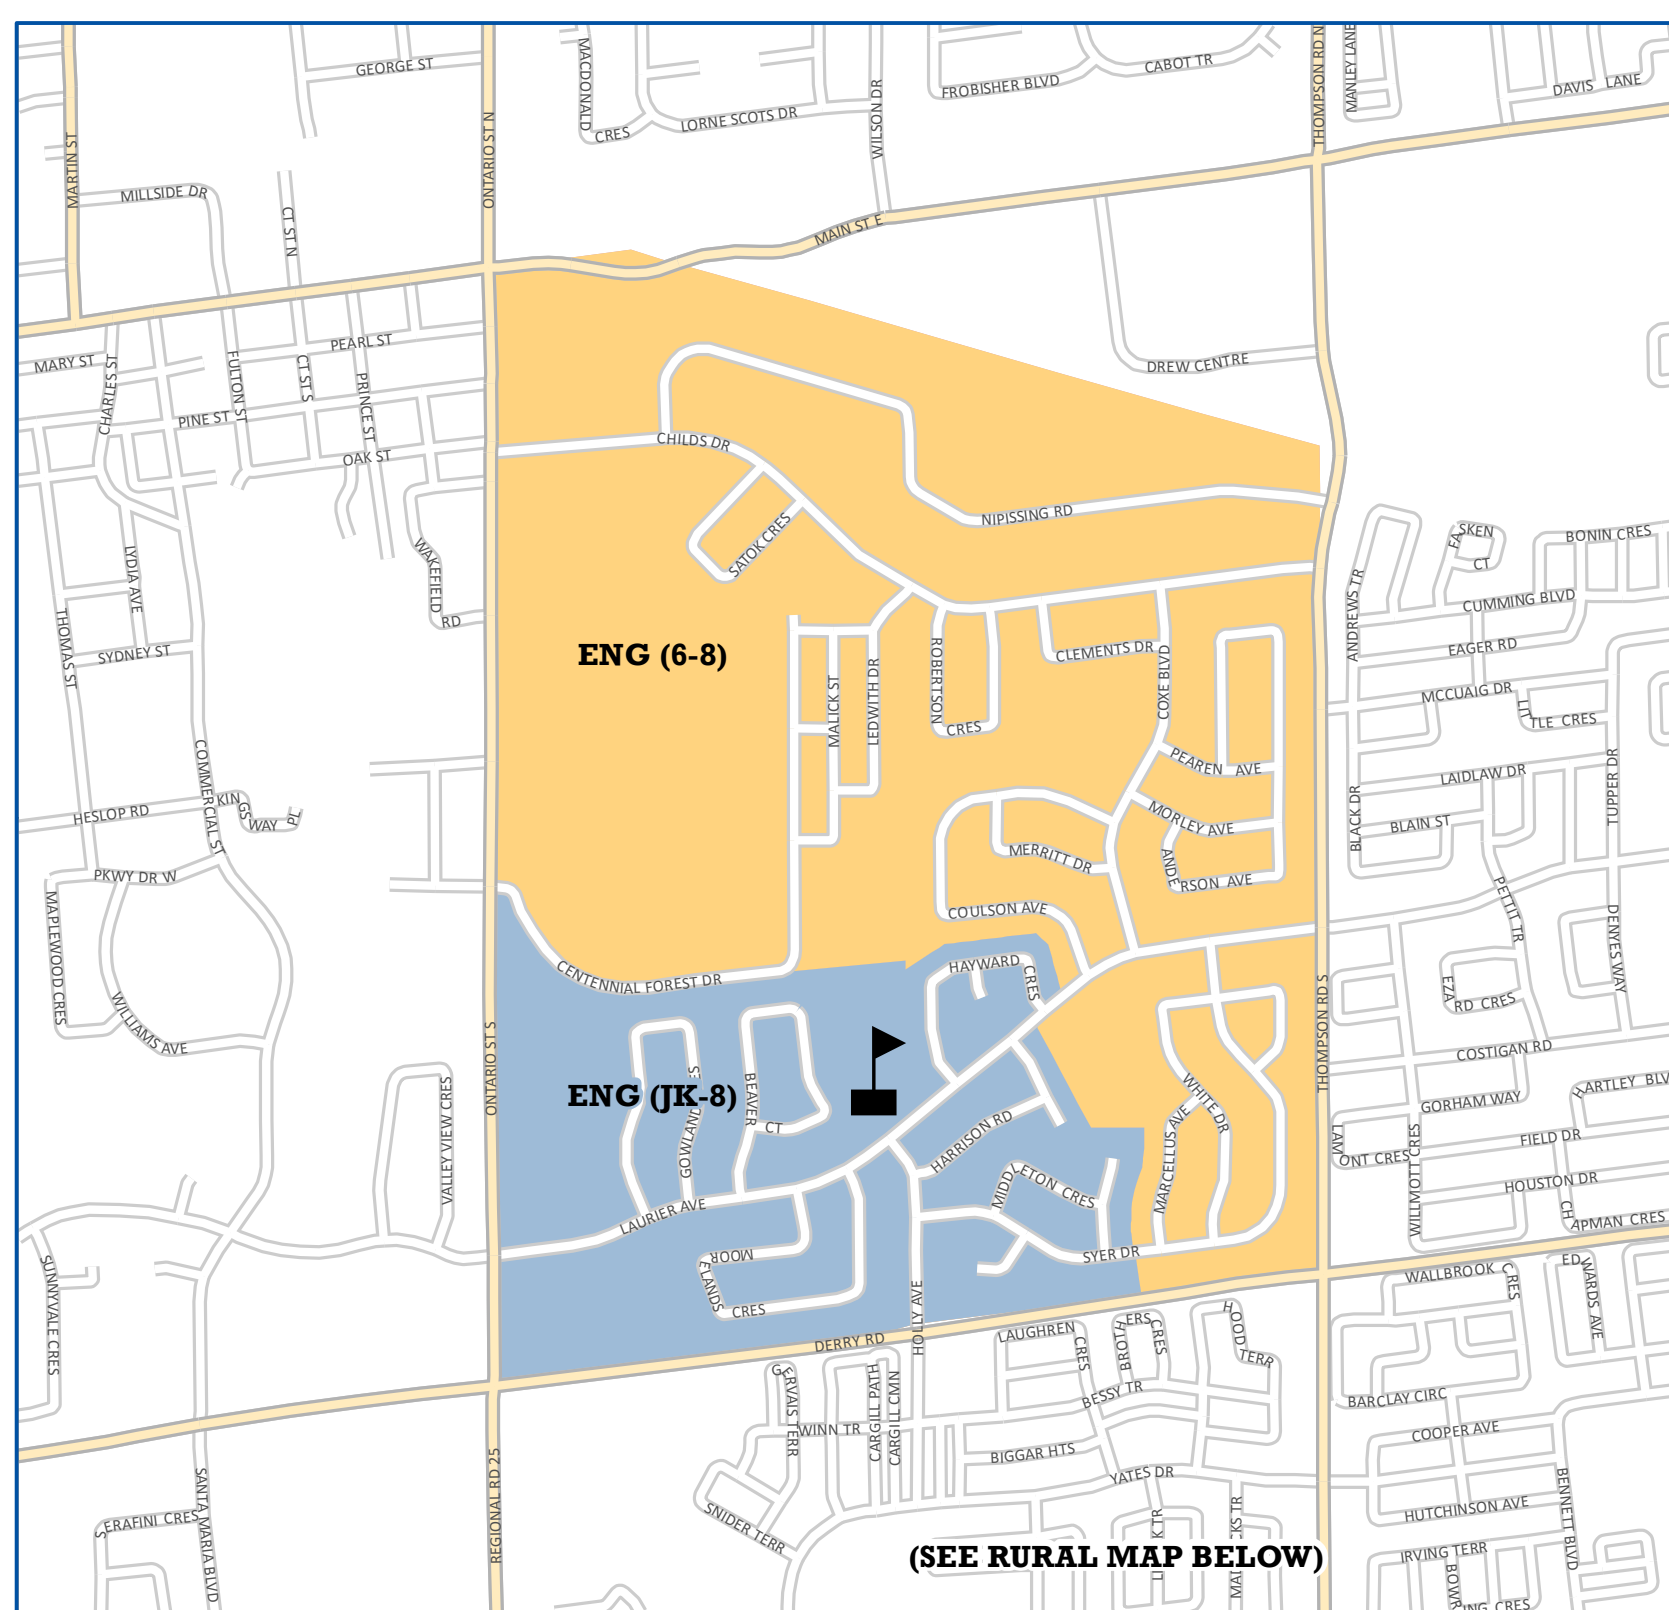 GEORGE ST
MACDONALD
CRES
LORNE SCOTS DR
WILSON DR
FROBISHER BLVD
CABOT TR
THOMPSON RD N
MANLEY LANE
DAVIS LANE
MARTIN ST
ONTARIO ST N
MILLSIDE DR
CT ST N
MAIN ST E
PEARL ST
MARY ST
CHARLES ST
FULTON ST
CT ST S
PRINCE ST
PINE ST
OAK ST
DREW CENTRE
CHILDS DR
SATOK CRES
NIPISSING RD
LYDIA AVE
WAKEFIELD
RD
THOMAS ST
SYDNEY ST
ENG (6-8)
MALICK ST
LEDWITH DR
ROBERTSON
CRES
CLEMENTS DR
COXE BLVD
ANDREWS TR
FASKEN
CT
BONIN CRES
CUMMING BLVD
EAGER RD
MCCUAIG DR
LITTLE CRES
TUPPER DR
LAIDLAW DR
BLACK DR
BLAIN ST
PEAREN AVE
MORLEY AVE
ANDERSON AVE
MERRITT DR
COULSON AVE
COMMERCIAL ST
HESLOP RD
KINGSWAY PL
PKWY DR W
MAPLEWOOD CRES
WILLIAMS AVE
CENTENNIAL FOREST DR
HAYWARD
CRES
PETTIT TR
DENYES WAY
EZARD CRES
COSTIGAN RD
THOMPSON RD S
ONTARIO ST S
VALLEY VIEW CRES
ENG (JK-8)
GOWLAND
BEAVER
CT
HARRISON RD
WHITE DR
MARCELLUS AVE
GORHAM WAY
HARTLEY BLV
FIELD DR
LAMONT CRES
WILLMOTT CRES
HOUSTON DR
CHAPMAN CRES
MIDDLETON CRES
LAURIER AVE
SYER DR
MOORELANDS
CRES
HOLLY AVE
DERRY RD
SUNNYVALE CRES
WALLBROOK CRES
EDWARDS AVE
LAUGHREN
CRES
BROTHERS
CRES
HOOD
TERR
GERVAIS TERR
CARGILL PATH
CARGILL CMN
WINN TR
BESSY TR
BIGGAR HTS
YATES DR
BARCLAY CIRC
COOPER AVE
HUTCHINSON AVE
BENNETT BLVD
IRVING TERR
REGIONAL RD 25
SANTA MARIA BLVD
SERAFINI CRES
SNIDER TERR
(SEE RURAL MAP BELOW)